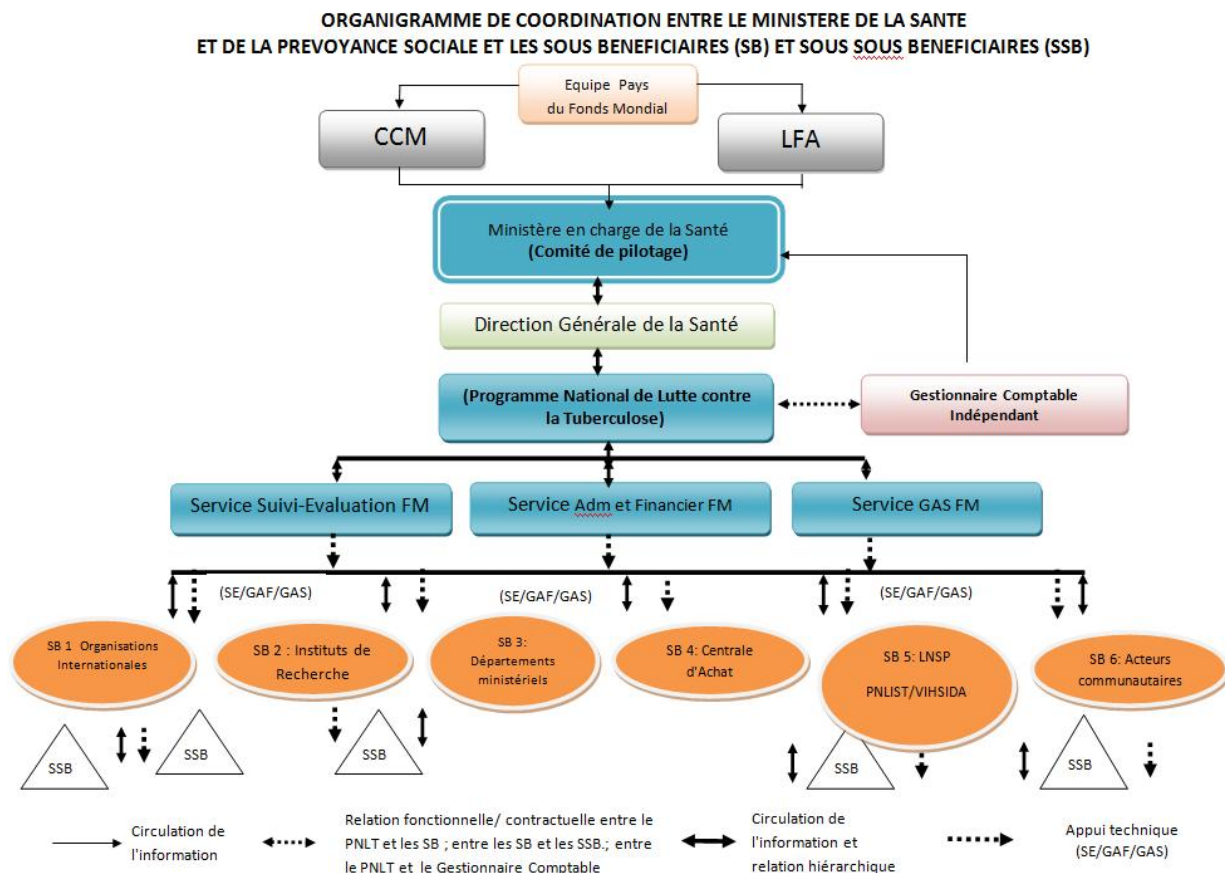 ORGANIGRAMME DE COORDINATION ENTRE LE MINISTERE DE LA SANTE
ET DE LA PREVOYANCE SOCIALE ET LES SOUS BENEFICIAIRES (SB) ET SOUS SOUS BENEFICIAIRES (SSB)
Equipe Pays
du Fonds Mondial
CCM
LFA
Ministère en charge de la Santé
(Comité de pilotage)
Direction Générale de la Santé
(Programme National de Lutte contre
la Tuberculose)
Gestionnaire Comptable
Indépendant
Service Suivi-Evaluation FM
Service Adm et Financier FM
Service GAS FM
(SE/GAF/GAS)
(SE/GAF/GAS)
(SE/GAF/GAS)
SB 1 Organisations
Internationales
SB 2 : Instituts de
Recherche
SB 3:
Départements
ministériels
SB 4: Centrale
d'Achat
SB 5: LNSP
PNLIST/VIHSIDA
SB 6: Acteurs
communautaires
SSB
SSB
SSB
SSB
SSB
Circulation de
l'information
Relation fonctionnelle/ contractuelle entre le
PNLT et les SB ; entre les SB et les SSB.; entre
le PNLT et le Gestionnaire Comptable
Circulation de
l'information et
relation hiérarchique
Appui technique
(SE/GAF/GAS)